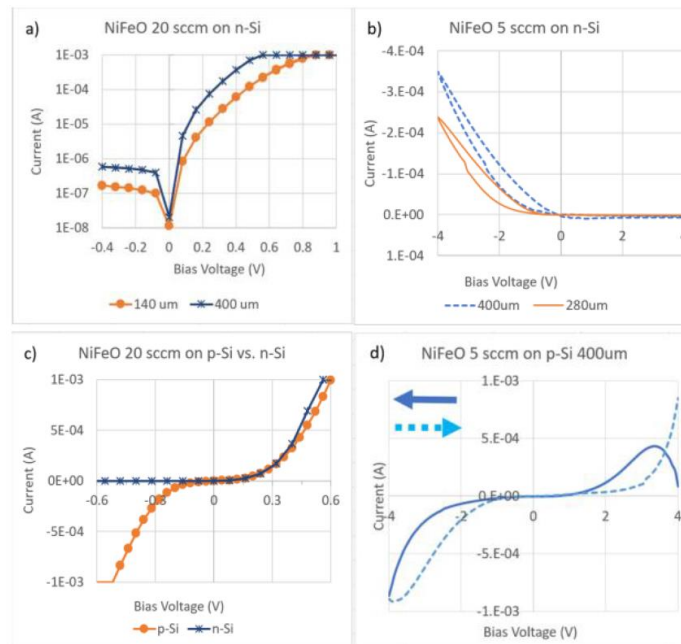 a) NiFeO 20 sccm on n-Si
1E-03
1E-04
1E-05
1E-06
1E-07
1E-08
Current (A)
-0.4 -0.2 0 0.2 0.4 0.6 0.8 1
Bias Voltage (V)
140 um 400 um
b) NiFeO 5 sccm on n-Si
-4.E-04
-3.E-04
-2.E-04
-1.E-04
0.E+00
1.E-04
Current (A)
-4 -2 0 2 4
Bias Voltage (V)
400um 280um
c) NiFeO 20 sccm on p-Si vs. n-Si
1E-03
5E-04
0E+00
-5E-04
-1E-03
Current (A)
-0.6 -0.3 0 0.3 0.6
Bias Voltage (V)
p-Si n-Si
d) NiFeO 5 sccm on p-Si 400um
1.E-03
5.E-04
0.E+00
-5.E-04
-1.E-03
Current (A)
-4 -2 0 2 4
Bias Voltage (V)